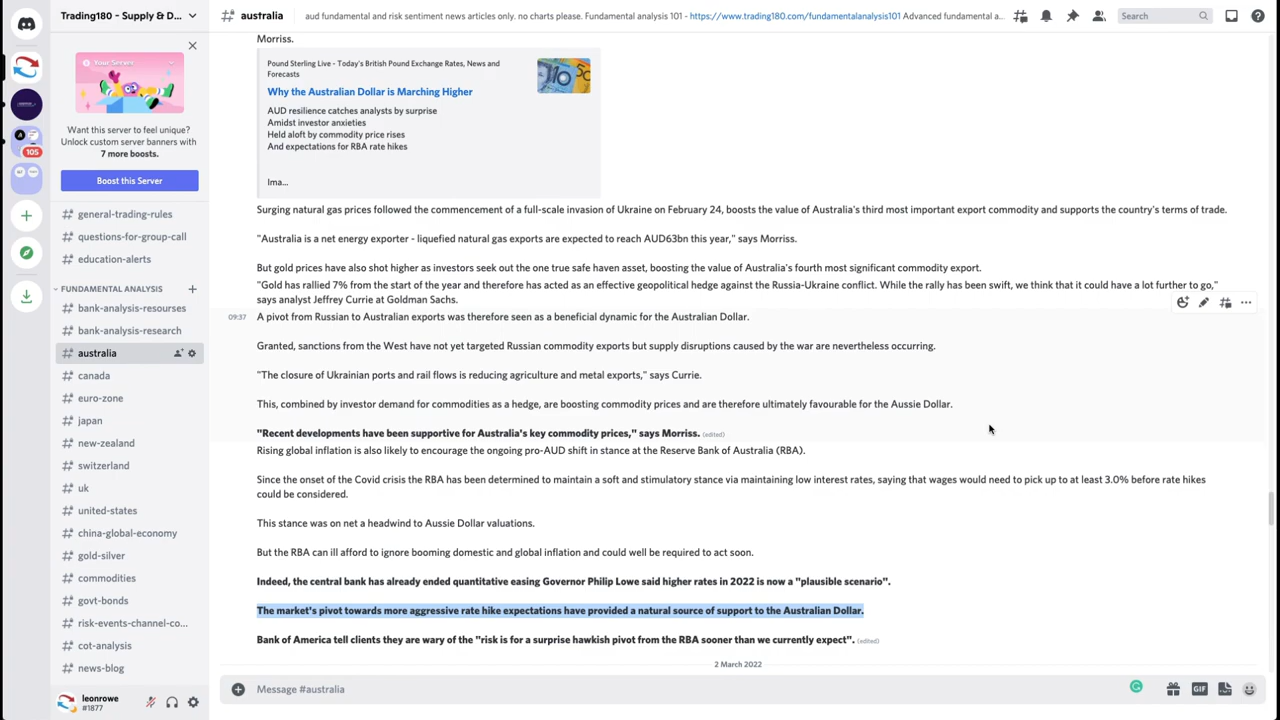 Trading180 - Supply & D...
australia
aud fundamental and risk sentiment news articles only. no charts please. Fundamental analysis 101 - https://www.trading180.com/fundamentalanalysis101 Advanced fundamental a...
Search
Your Server
Want this server to feel unique?
Unlock custom server banners with
7 more boosts.
Boost this Server
105
general-trading-rules
questions-for-group-call
education-alerts
FUNDAMENTAL ANALYSIS
bank-analysis-resourses
bank-analysis-research
australia
canada
euro-zone
japan
new-zealand
switzerland
uk
united-states
china-global-economy
gold-silver
commodities
govt-bonds
risk-events-channel-co...
cot-analysis
news-blog
leonrowe
#1877
Morriss.
Pound Sterling Live - Today's British Pound Exchange Rates, News and
Forecasts
Why the Australian Dollar is Marching Higher
AUD resilience catches analysts by surprise
Amidst investor anxieties
Held aloft by commodity price rises
And expectations for RBA rate hikes
Ima...
Surging natural gas prices followed the commencement of a full-scale invasion of Ukraine on February 24, boosts the value of Australia's third most important export commodity and supports the country's terms of trade.
"Australia is a net energy exporter - liquefied natural gas exports are expected to reach AUD63bn this year," says Morriss.
But gold prices have also shot higher as investors seek out the one true safe haven asset, boosting the value of Australia's fourth most significant commodity export.
"Gold has rallied 7% from the start of the year and therefore has acted as an effective geopolitical hedge against the Russia-Ukraine conflict. While the rally has been swift, we think that it could have a lot further to go,"
says analyst Jeffrey Currie at Goldman Sachs.
09:37 A pivot from Russian to Australian exports was therefore seen as a beneficial dynamic for the Australian Dollar.
Granted, sanctions from the West have not yet targeted Russian commodity exports but supply disruptions caused by the war are nevertheless occurring.
"The closure of Ukrainian ports and rail flows is reducing agriculture and metal exports," says Currie.
This, combined by investor demand for commodities as a hedge, are boosting commodity prices and are therefore ultimately favourable for the Aussie Dollar.
"Recent developments have been supportive for Australia's key commodity prices," says Morriss. (edited)
Rising global inflation is also likely to encourage the ongoing pro-AUD shift in stance at the Reserve Bank of Australia (RBA).
Since the onset of the Covid crisis the RBA has been determined to maintain a soft and stimulatory stance via maintaining low interest rates, saying that wages would need to pick up to at least 3.0% before rate hikes
could be considered.
This stance was on net a headwind to Aussie Dollar valuations.
But the RBA can ill afford to ignore booming domestic and global inflation and could well be required to act soon.
Indeed, the central bank has already ended quantitative easing Governor Philip Lowe said higher rates in 2022 is now a "plausible scenario".
The market's pivot towards more aggressive rate hike expectations have provided a natural source of support to the Australian Dollar.
Bank of America tell clients they are wary of the "risk is for a surprise hawkish pivot from the RBA sooner than we currently expect". (edited)
2 March 2022
Message #australia
GIF